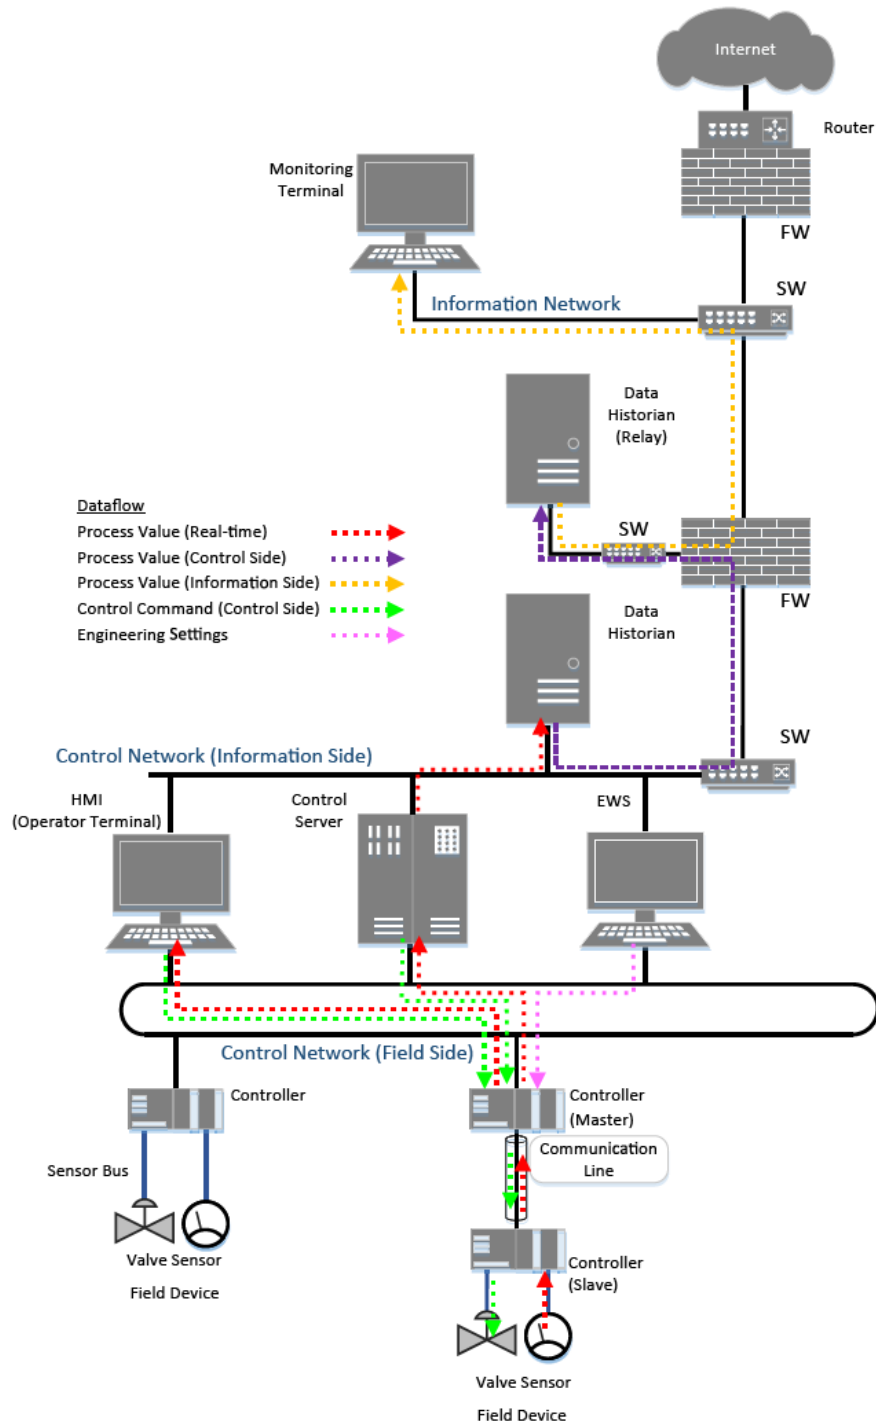 Internet
Router
Monitoring
Terminal
FW
SW
Information Network
Data
Historian
(Relay)
Dataflow
Process Value (Real-time)
Process Value (Control Side)
Process Value (Information Side)
Control Command (Control Side)
Engineering Settings
SW
FW
Data
Historian
SW
Control Network (Information Side)
HMI
(Operator Terminal)
Control
Server
EWS
Control Network (Field Side)
Controller
Controller
(Master)
Communication
Line
Sensor Bus
Valve Sensor
Field Device
Controller
(Slave)
Valve Sensor
Field Device